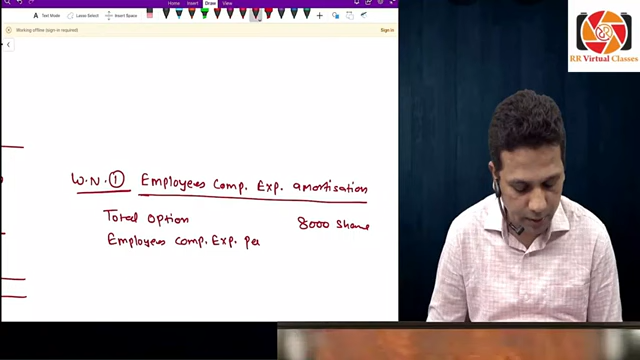 Home Insert Draw View
Text Mode Lasso Select Insert Space
Working offline (sign-in required) Sign in
RR Virtual Classes
W.N. 1 Employees Comp. Exp. amortisation
Total Option 8000 Share
Employees Comp. Exp. per